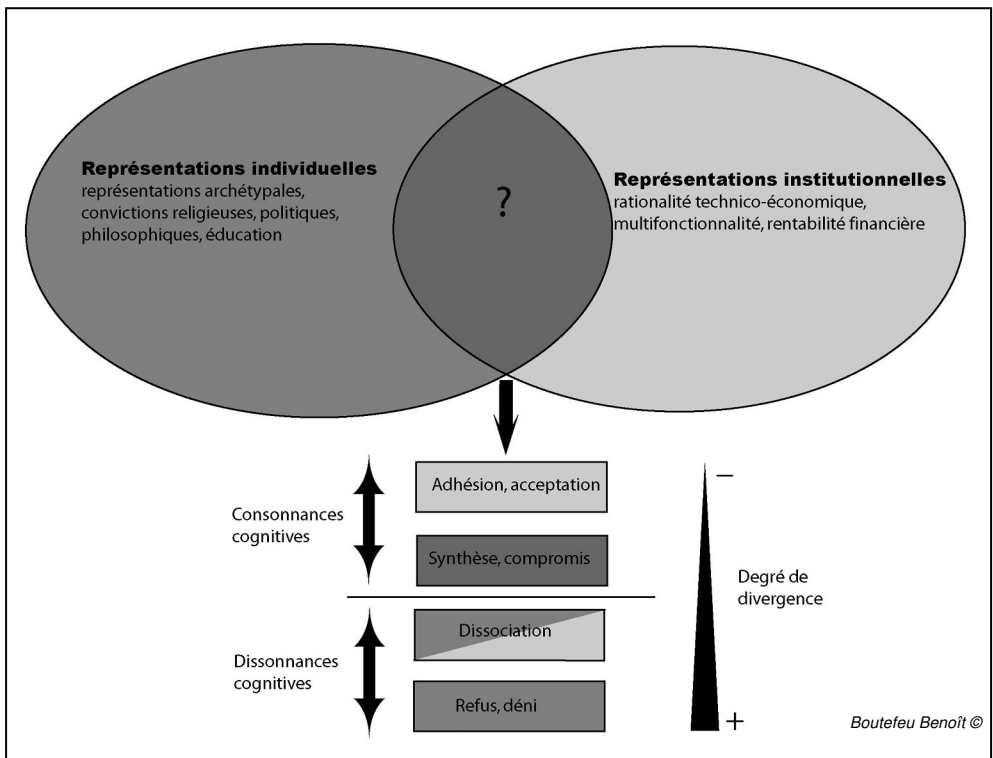 Représentations individuelles
représentations archétypales,
convictions religieuses, politiques,
philosophiques, éducation
?
Représentations institutionnelles
rationalité technico-économique,
multifonctionnalité, rentabilité financière
Adhésion, acceptation
Consonnances
cognitives
Synthèse, compromis
Dissociation
Dissonnances
cognitives
Refus, déni
–
Degré de
divergence
+
Boutefeu Benoît ©